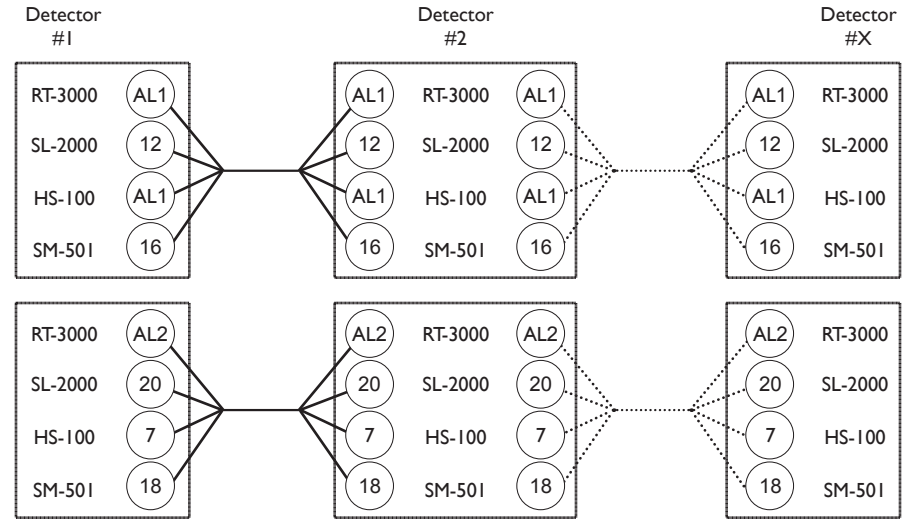 Detector #1
Detector #2
Detector #X
RT-3000 AL1 AL1 RT-3000 AL1 AL1 RT-3000
SL-2000 12 12 SL-2000 12 12 SL-2000
HS-100 AL1 AL1 HS-100 AL1 AL1 HS-100
SM-501 16 16 SM-501 16 16 SM-501
RT-3000 AL2 AL2 RT-3000 AL2 AL2 RT-3000
SL-2000 20 20 SL-2000 20 20 SL-2000
HS-100 7 7 HS-100 7 7 HS-100
SM-501 18 18 SM-501 18 18 SM-501